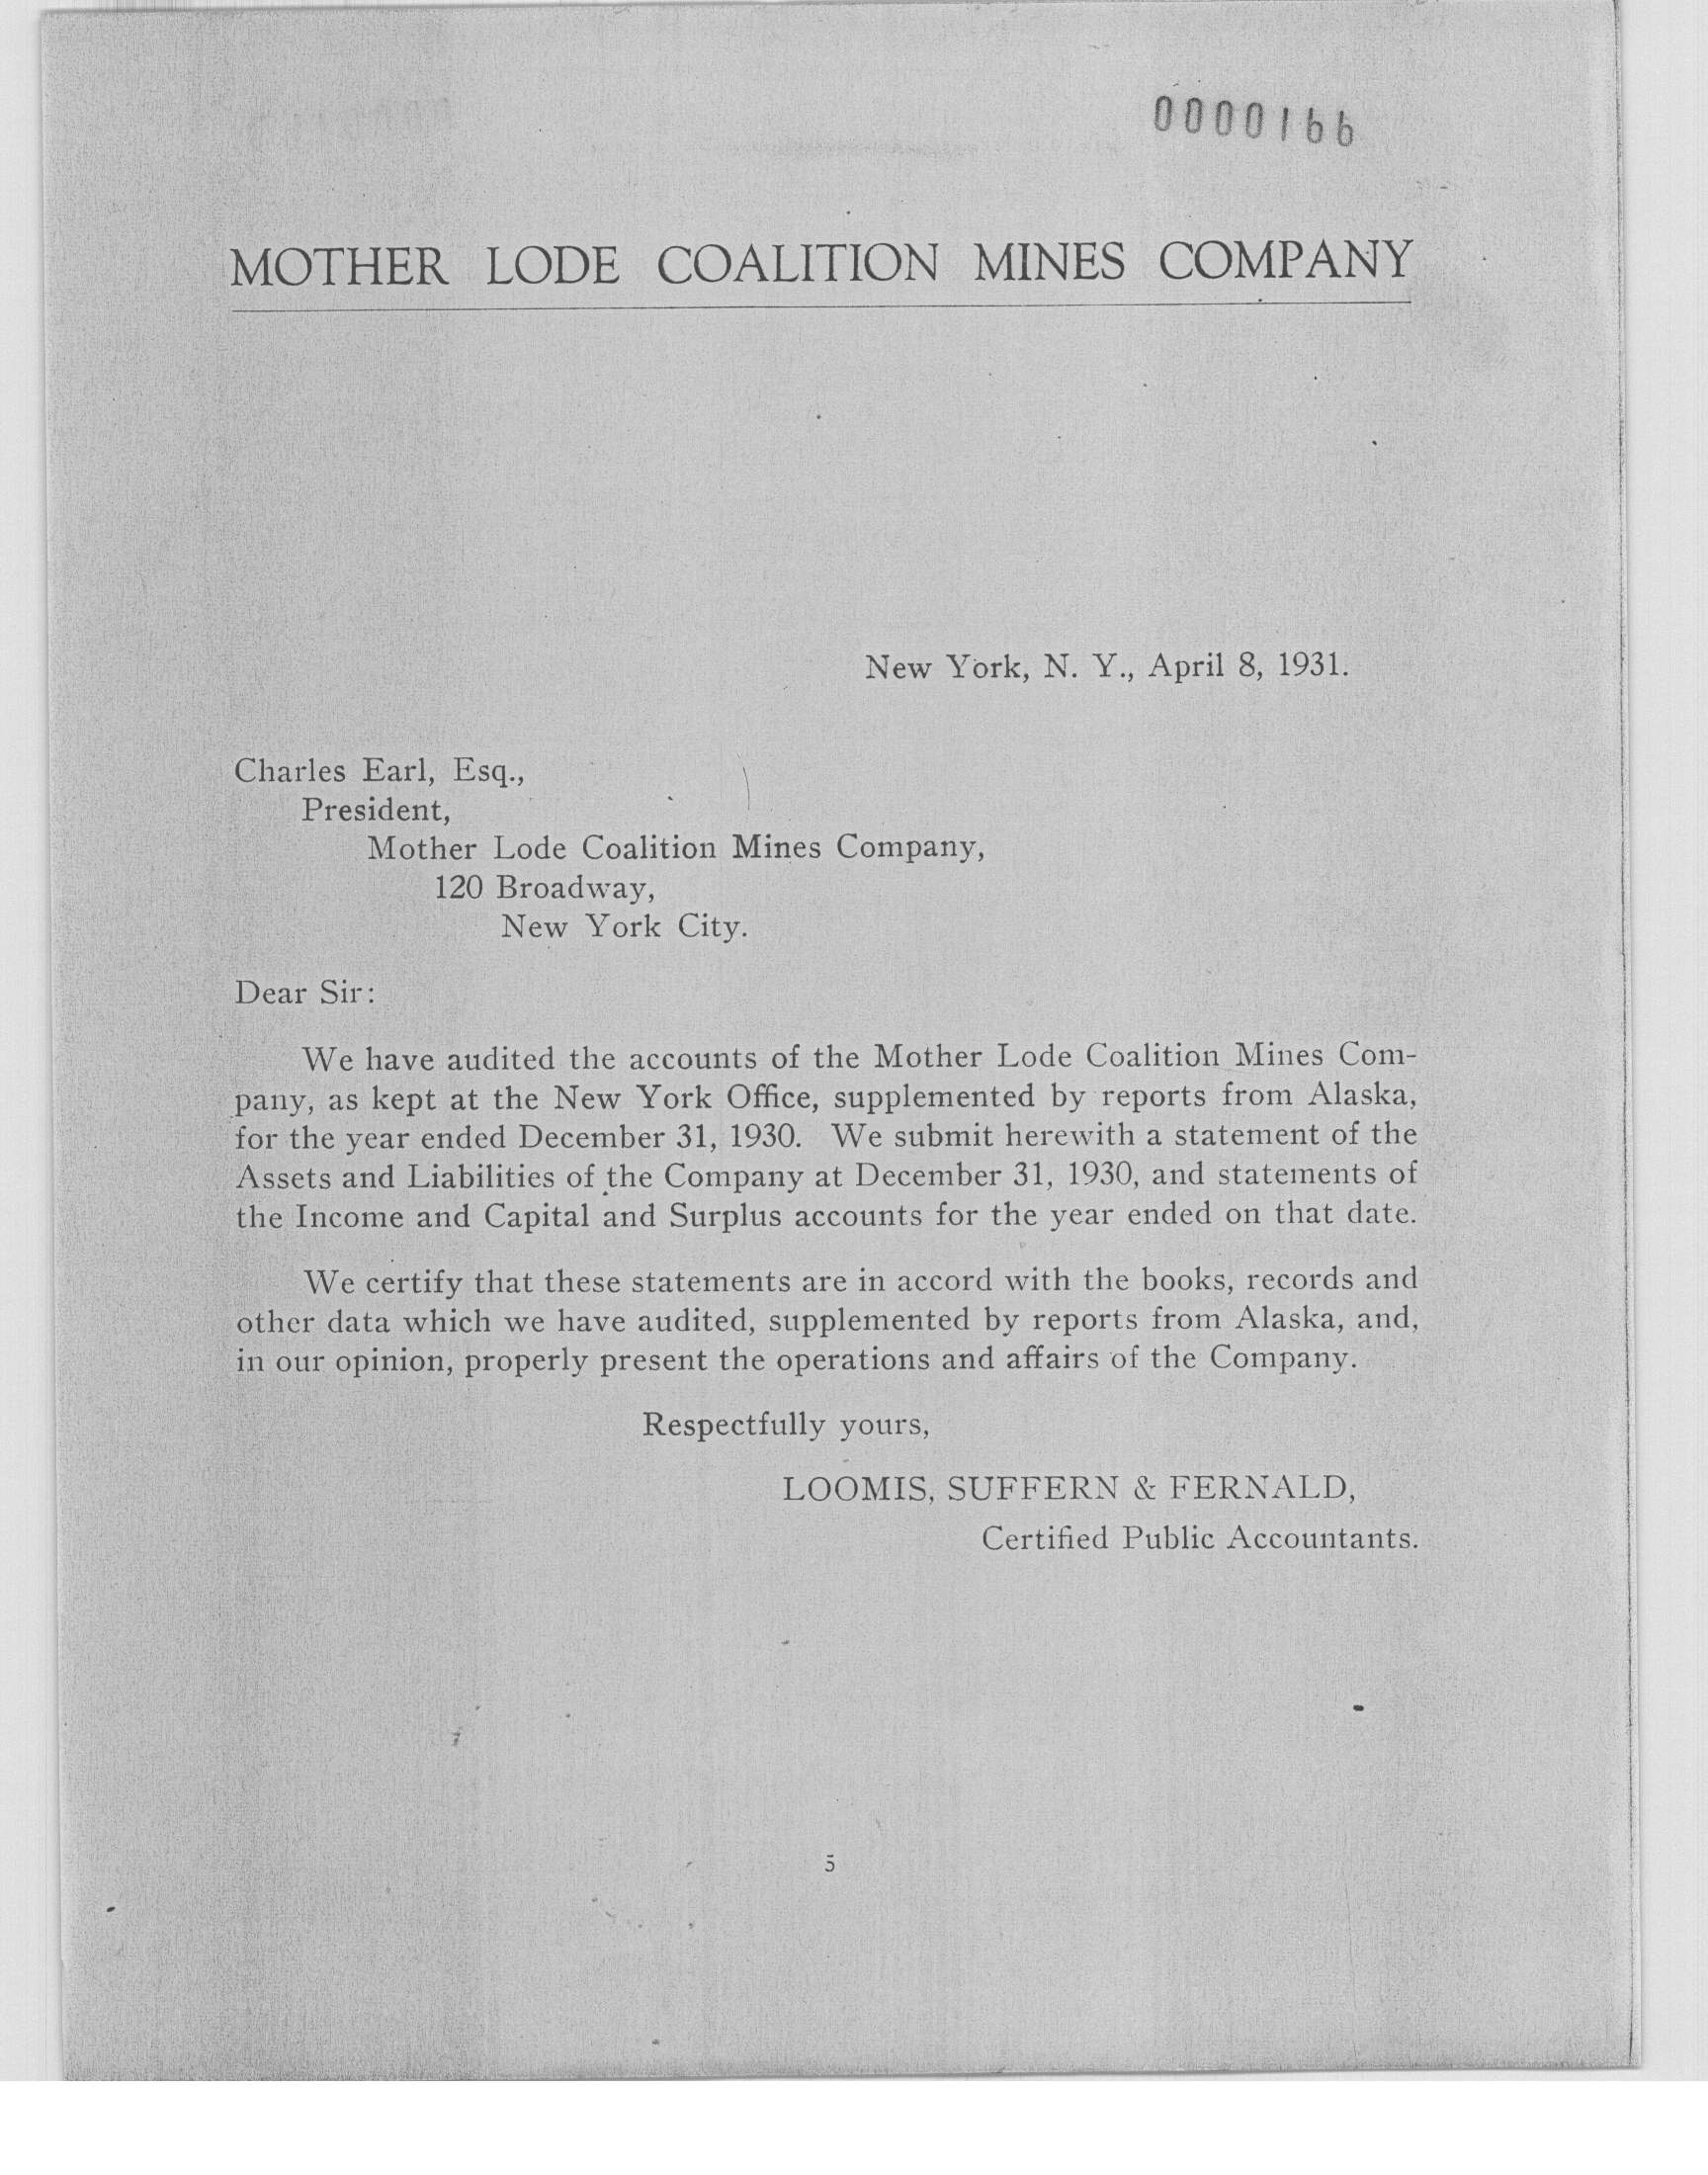 0000166
MOTHER LODE COALITION MINES COMPANY
New York, N. Y., April 8, 1931.
Charles Earl, Esq.,
President,
Mother Lode Coalition Mines Company,
120 Broadway,
New York City.
Dear Sir:
We have audited the accounts of the Mother Lode Coalition Mines Com-
pany, as kept at the New York Office, supplemented by reports from Alaska,
for the year ended December 31, 1930. We submit herewith a statement of the
Assets and Liabilities of the Company at December 31, 1930, and statements of
the Income and Capital and Surplus accounts for the year ended on that date.
We certify that these statements are in accord with the books, records and
other data which we have audited, supplemented by reports from Alaska, and,
in our opinion, properly present the operations and affairs of the Company.
Respectfully yours,
LOOMIS, SUFFERN & FERNALD,
Certified Public Accountants.
5